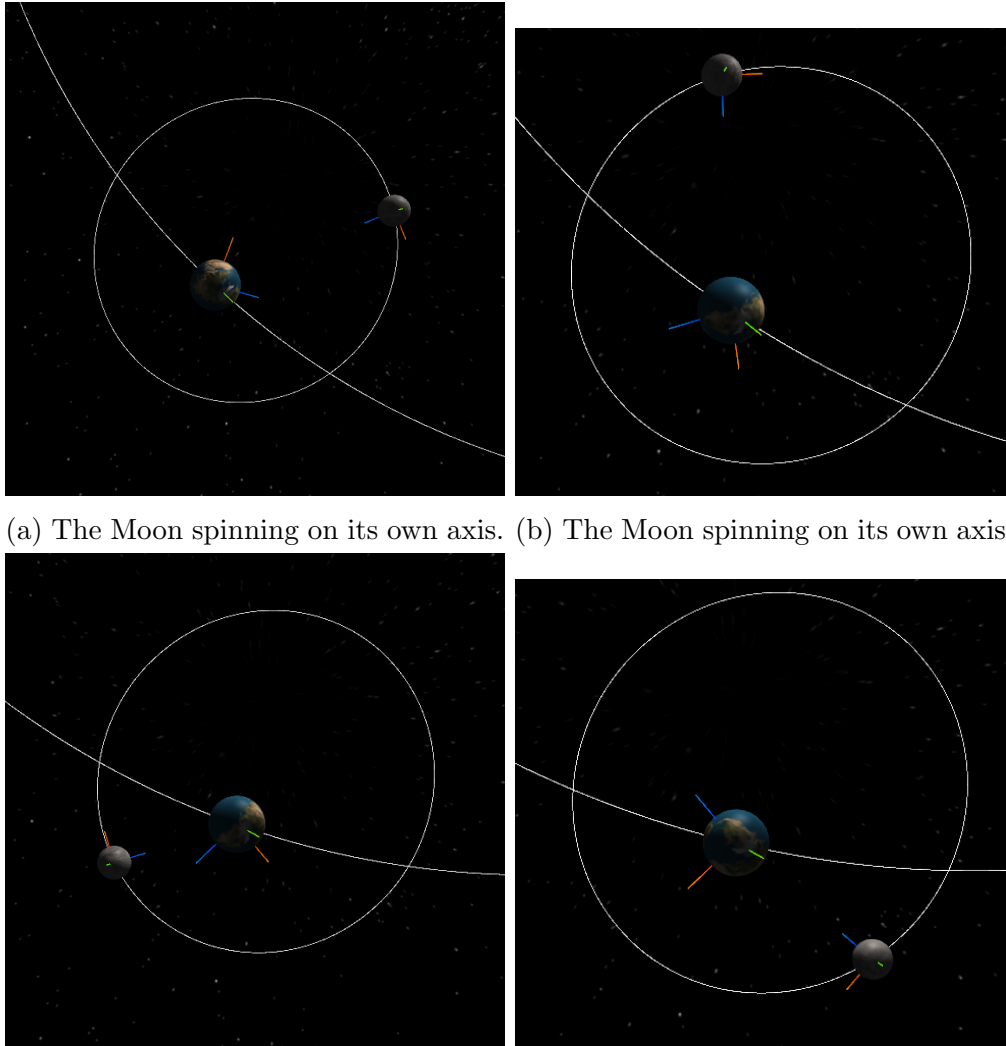 (a) The Moon spinning on its own axis.
(b) The Moon spinning on its own axis